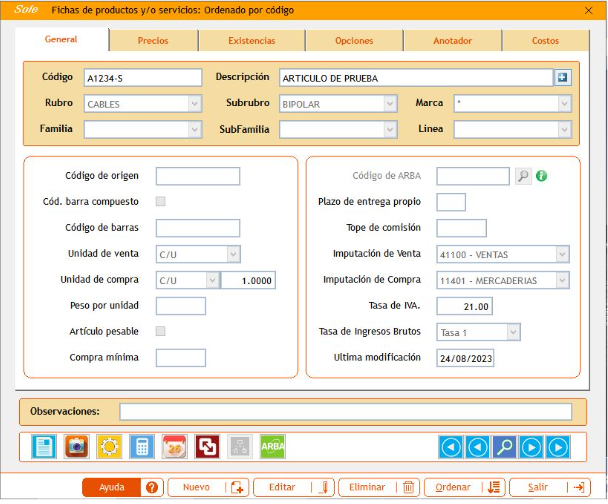 Sole Fichas de productos y/o servicios: Ordenado por código
General Precios Existencias Opciones Anotador Costos
Código A1234-S Descripción ARTICULO DE PRUEBA
Rubro CABLES Subrubro BIPOLAR Marca *
Familia SubFamilia Linea
Código de origen
Cód. barra compuesto
Código de barras
Unidad de venta C/U
Unidad de compra C/U 1.0000
Peso por unidad
Artículo pesable
Compra mínima
Código de ARBA
Plazo de entrega propio
Tope de comisión
Imputación de Venta 41100 - VENTAS
Imputación de Compra 11401 - MERCADERIAS
Tasa de IVA. 21.00
Tasa de Ingresos Brutos Tasa 1
Ultima modificación 24/08/2023
Observaciones:
26 ARBA
Ayuda Nuevo Editar Eliminar Ordenar Salir